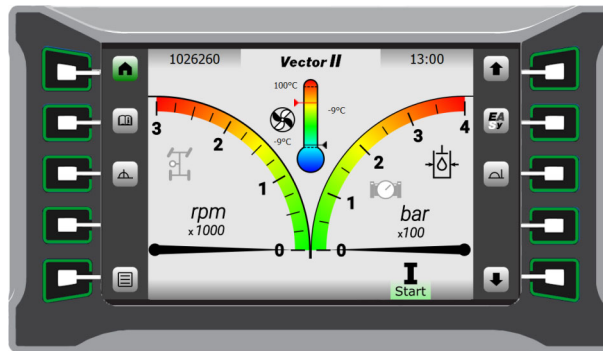 1026260
Vector II
13:00
100°C
-9°C
-9°C
EASy
3
2
1
0
4
3
2
1
0
rpm
x1000
bar
x100
I
Start